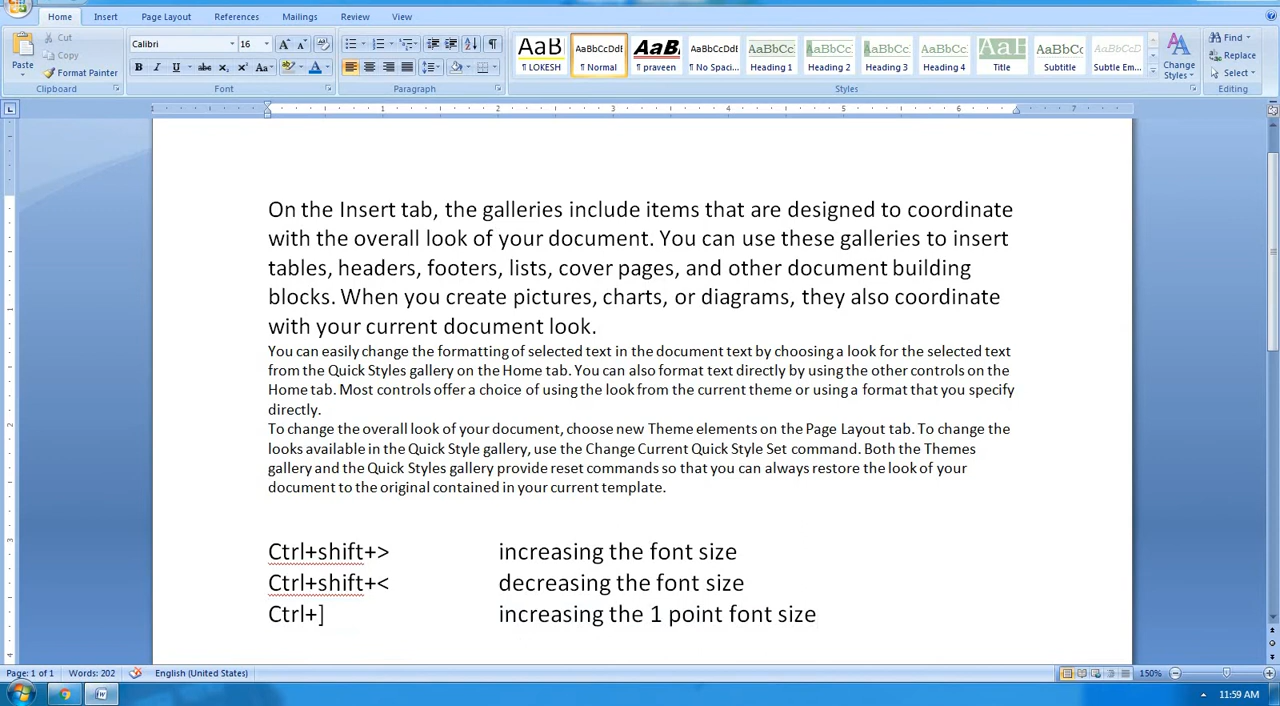 Home Insert Page Layout References Mailings Review View
Cut
Copy
Paste
Format Painter
Clipboard
Calibri 16
Font
Paragraph
AaB AaBbCcDdE AaB AaBbCcDdE AaBbCc. AaBbCc. AaBbCc. AaBbCc. AaB AaBbCc AaBbCcD
¶ LOKESH ¶ Normal ¶ praveen ¶ No Spaci... Heading 1 Heading 2 Heading 3 Heading 4 Title Subtitle Subtle Em...
Change
Styles
Styles
Find
Replace
Select
Editing
1 2 3 4 5 6 7
On the Insert tab, the galleries include items that are designed to coordinate
with the overall look of your document. You can use these galleries to insert
tables, headers, footers, lists, cover pages, and other document building
blocks. When you create pictures, charts, or diagrams, they also coordinate
with your current document look.
You can easily change the formatting of selected text in the document text by choosing a look for the selected text
from the Quick Styles gallery on the Home tab. You can also format text directly by using the other controls on the
Home tab. Most controls offer a choice of using the look from the current theme or using a format that you specify
directly.
To change the overall look of your document, choose new Theme elements on the Page Layout tab. To change the
looks available in the Quick Style gallery, use the Change Current Quick Style Set command. Both the Themes
gallery and the Quick Styles gallery provide reset commands so that you can always restore the look of your
document to the original contained in your current template.
Ctrl+shift+> increasing the font size
Ctrl+shift+< decreasing the font size
Ctrl+] increasing the 1 point font size
Page: 1 of 1 Words: 202 English (United States) 150%
11:59 AM